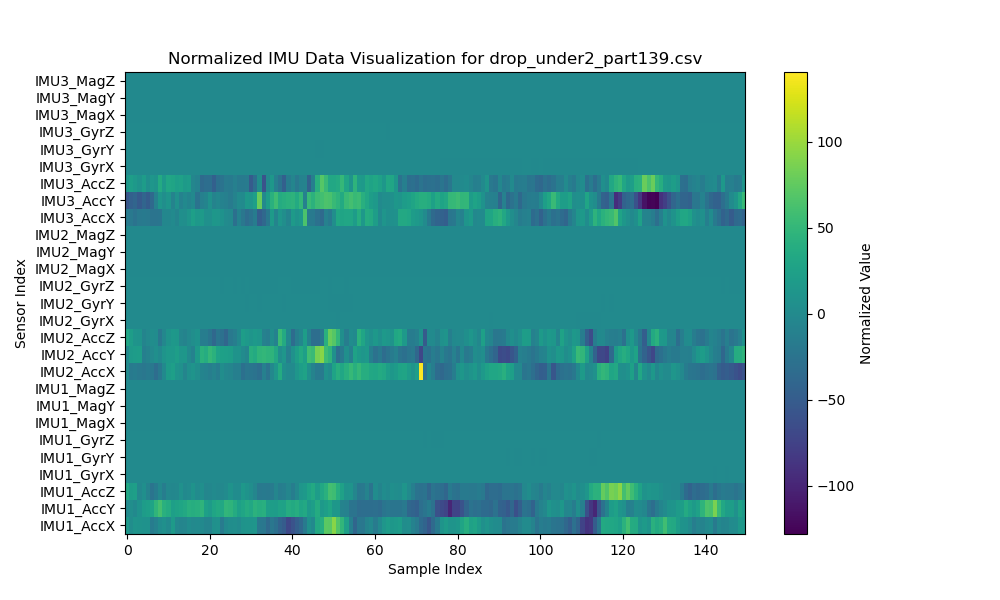 Normalized IMU Data Visualization for drop_under2_part139.csv
IMU3_MagZ
IMU3_MagY
IMU3_MagX
IMU3_GyrZ
IMU3_GyrY
IMU3_GyrX
IMU3_AccZ
IMU3_AccY
IMU3_AccX
IMU2_MagZ
IMU2_MagY
IMU2_MagX
IMU2_GyrZ
IMU2_GyrY
IMU2_GyrX
IMU2_AccZ
IMU2_AccY
IMU2_AccX
IMU1_MagZ
IMU1_MagY
IMU1_MagX
IMU1_GyrZ
IMU1_GyrY
IMU1_GyrX
IMU1_AccZ
IMU1_AccY
IMU1_AccX
Sensor Index
0 20 40 60 80 100 120 140
Sample Index
100
50
0
−50
−100
Normalized Value